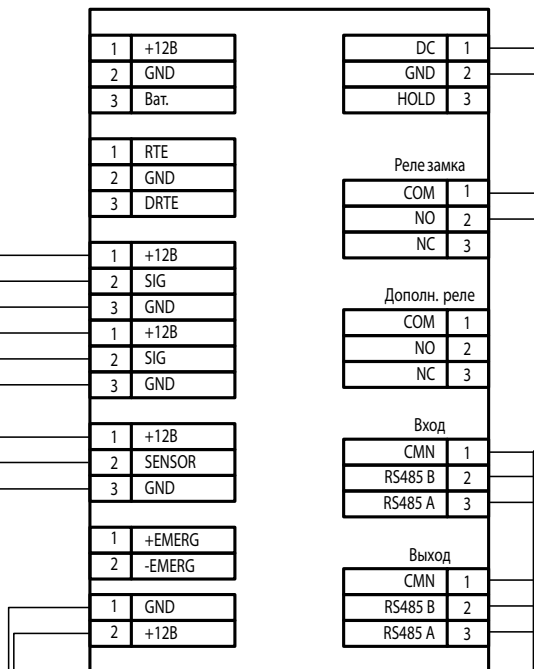 1 +12В
2 GND
3 Bат.
1 RTE
2 GND
3 DRTE
1 +12В
2 SIG
3 GND
1 +12В
2 SIG
3 GND
1 +12В
2 SENSOR
3 GND
1 +EMERG
2 -EMERG
1 GND
2 +12В
DC 1
GND 2
HOLD 3
Реле замка
COM 1
NO 2
NC 3
Дополн. реле
COM 1
NO 2
NC 3
Вход
CMN 1
RS485 B 2
RS485 A 3
Выход
CMN 1
RS485 B 2
RS485 A 3